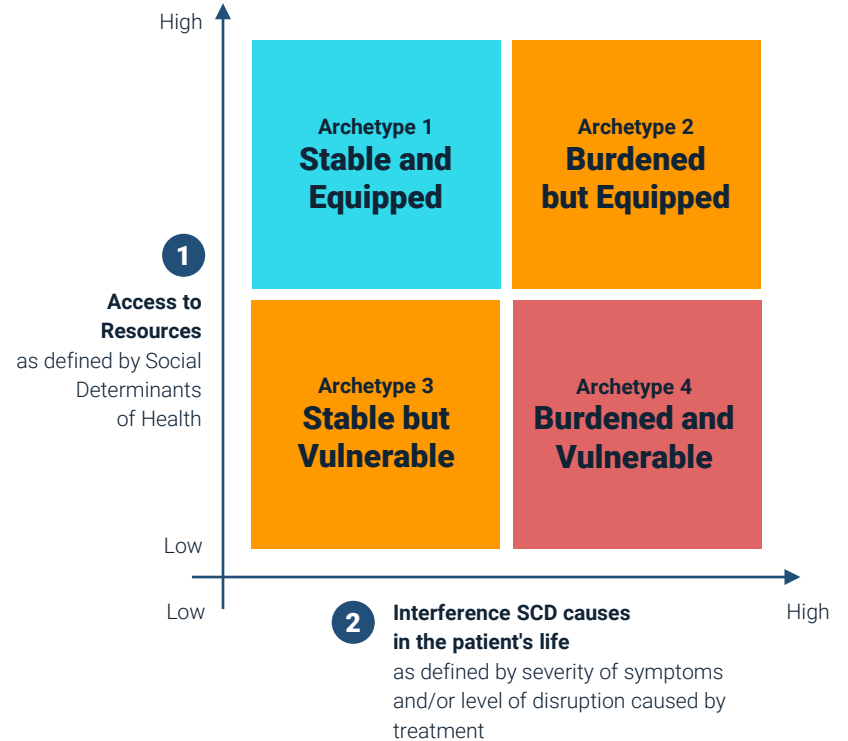 High
Archetype 1
Stable and
Equipped
Archetype 2
Burdened
but Equipped
1
Access to
Resources
as defined by Social
Determinants
of Health
Archetype 3
Stable but
Vulnerable
Archetype 4
Burdened and
Vulnerable
Low
Low
High
2
Interference SCD causes
in the patient's life
as defined by severity of symptoms
and/or level of disruption caused by
treatment